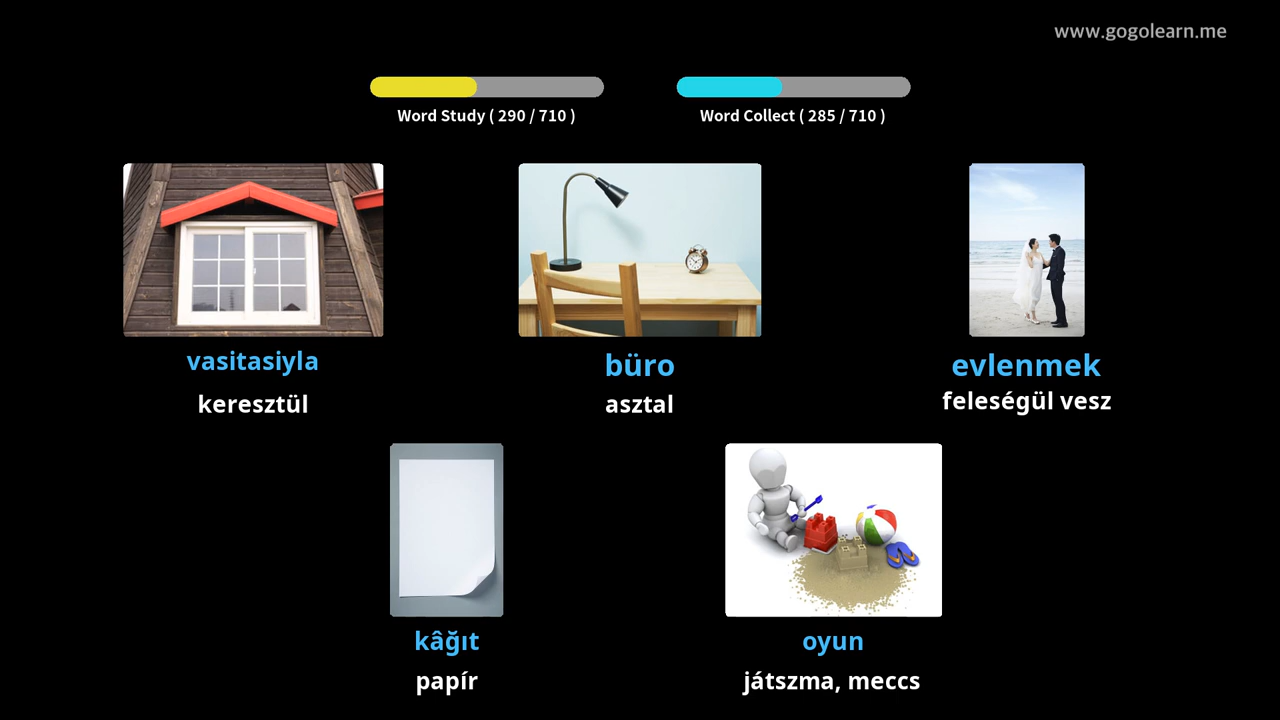 www.gogolearn.me
Word Study ( 290 / 710 )
Word Collect ( 285 / 710 )
vasitasiyla
keresztül
büro
asztal
evlenmek
feleségül vesz
kâğıt
papír
oyun
játszma, meccs